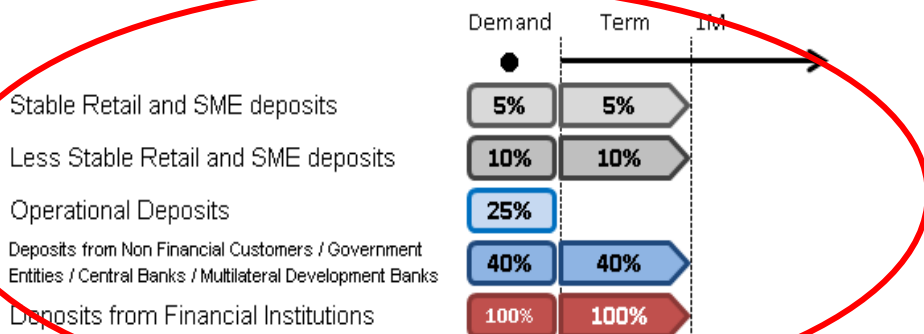 Demand Term 1M
Stable Retail and SME deposits 5% 5%
Less Stable Retail and SME deposits 10% 10%
Operational Deposits 25%
Deposits from Non Financial Customers / Government
Entities / Central Banks / Multilateral Development Banks 40% 40%
Deposits from Financial Institutions 100% 100%